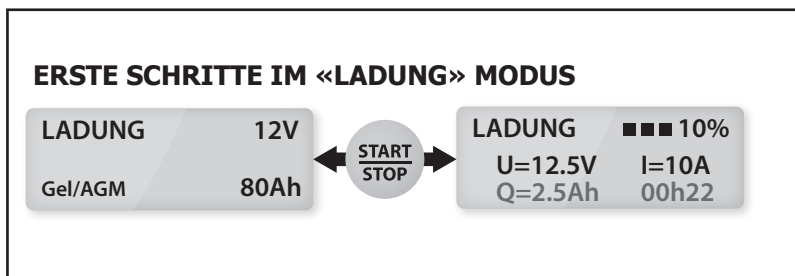 ERSTE SCHRITTE IM «LADUNG» MODUS
LADUNG 12V
Gel/AGM 80Ah
START
STOP
LADUNG 10%
U=12.5V I=10A
Q=2.5Ah 00h22